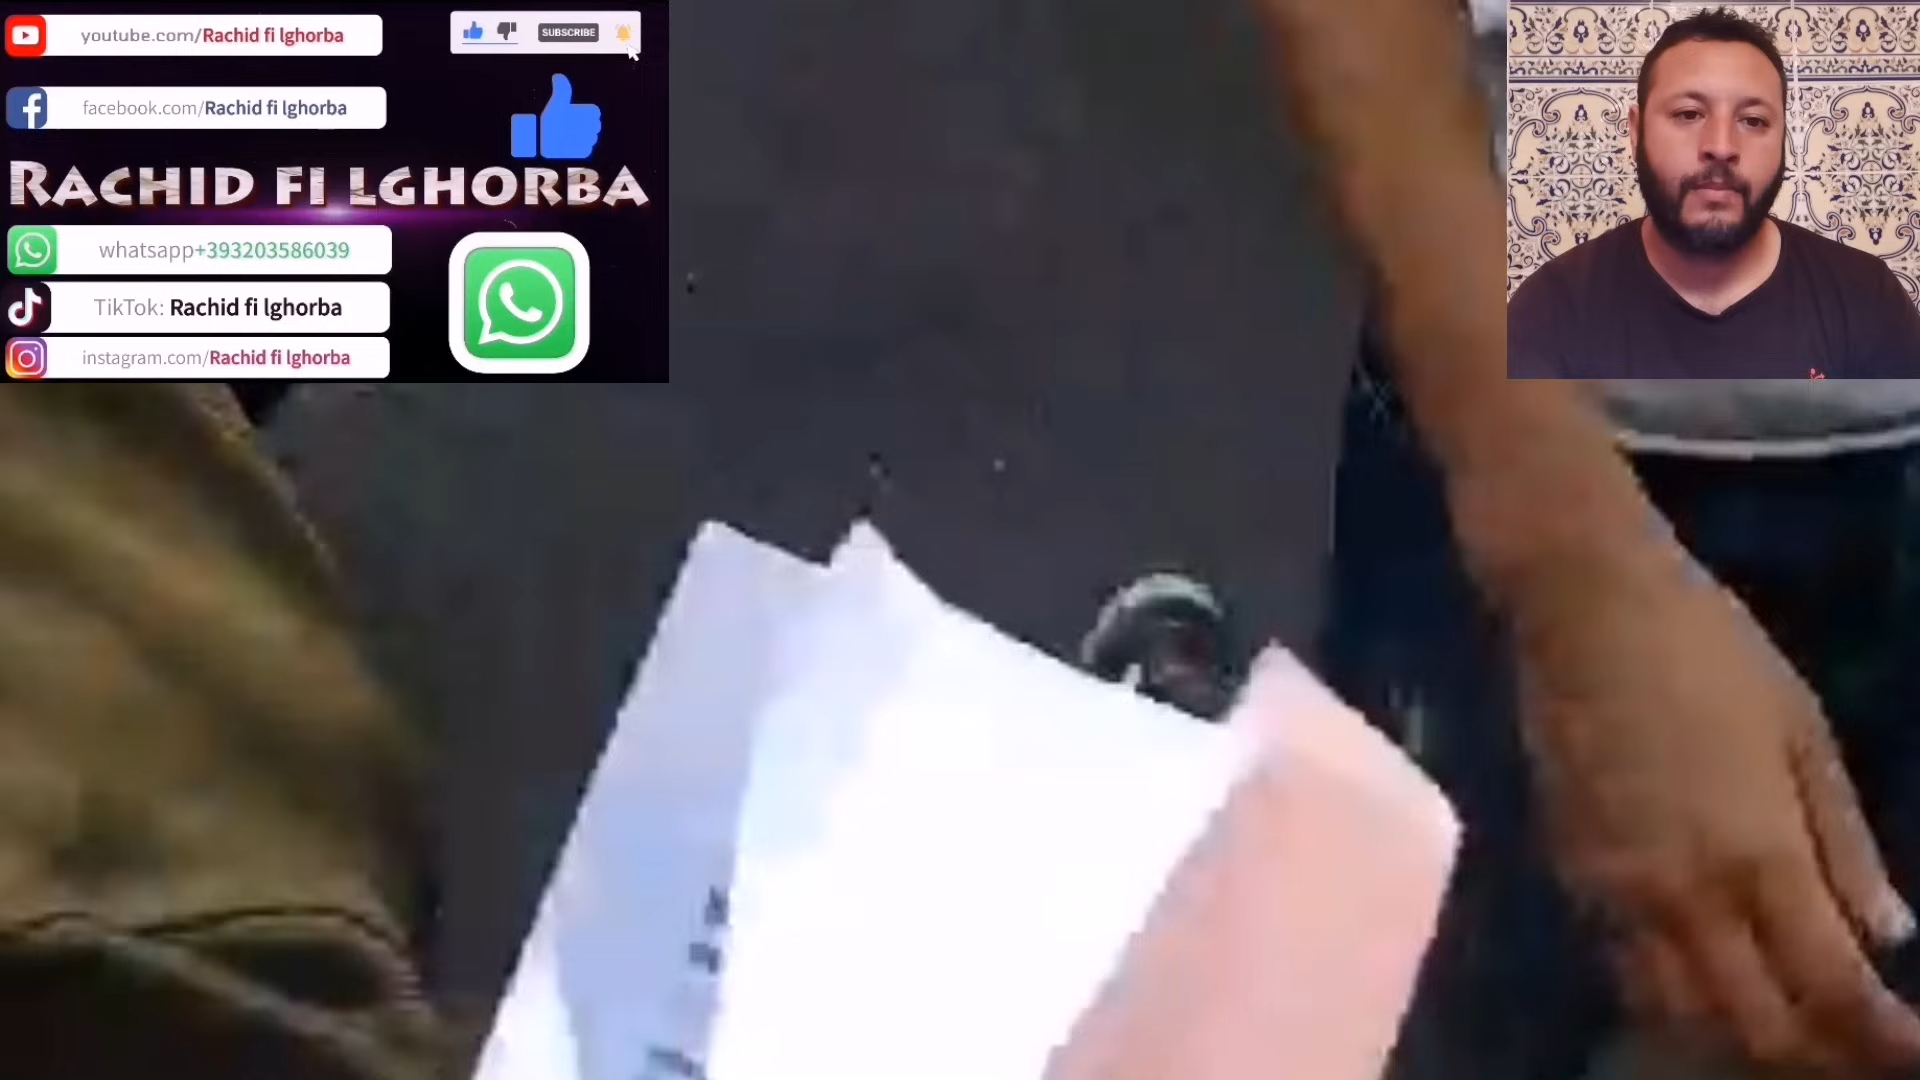 youtube.com/Rachid fi lghorba
SUBSCRIBE
facebook.com/Rachid fi lghorba
RACHID FI LGHORBA
whatsapp+393203586039
TikTok: Rachid fi lghorba
instagram.com/Rachid fi lghorba